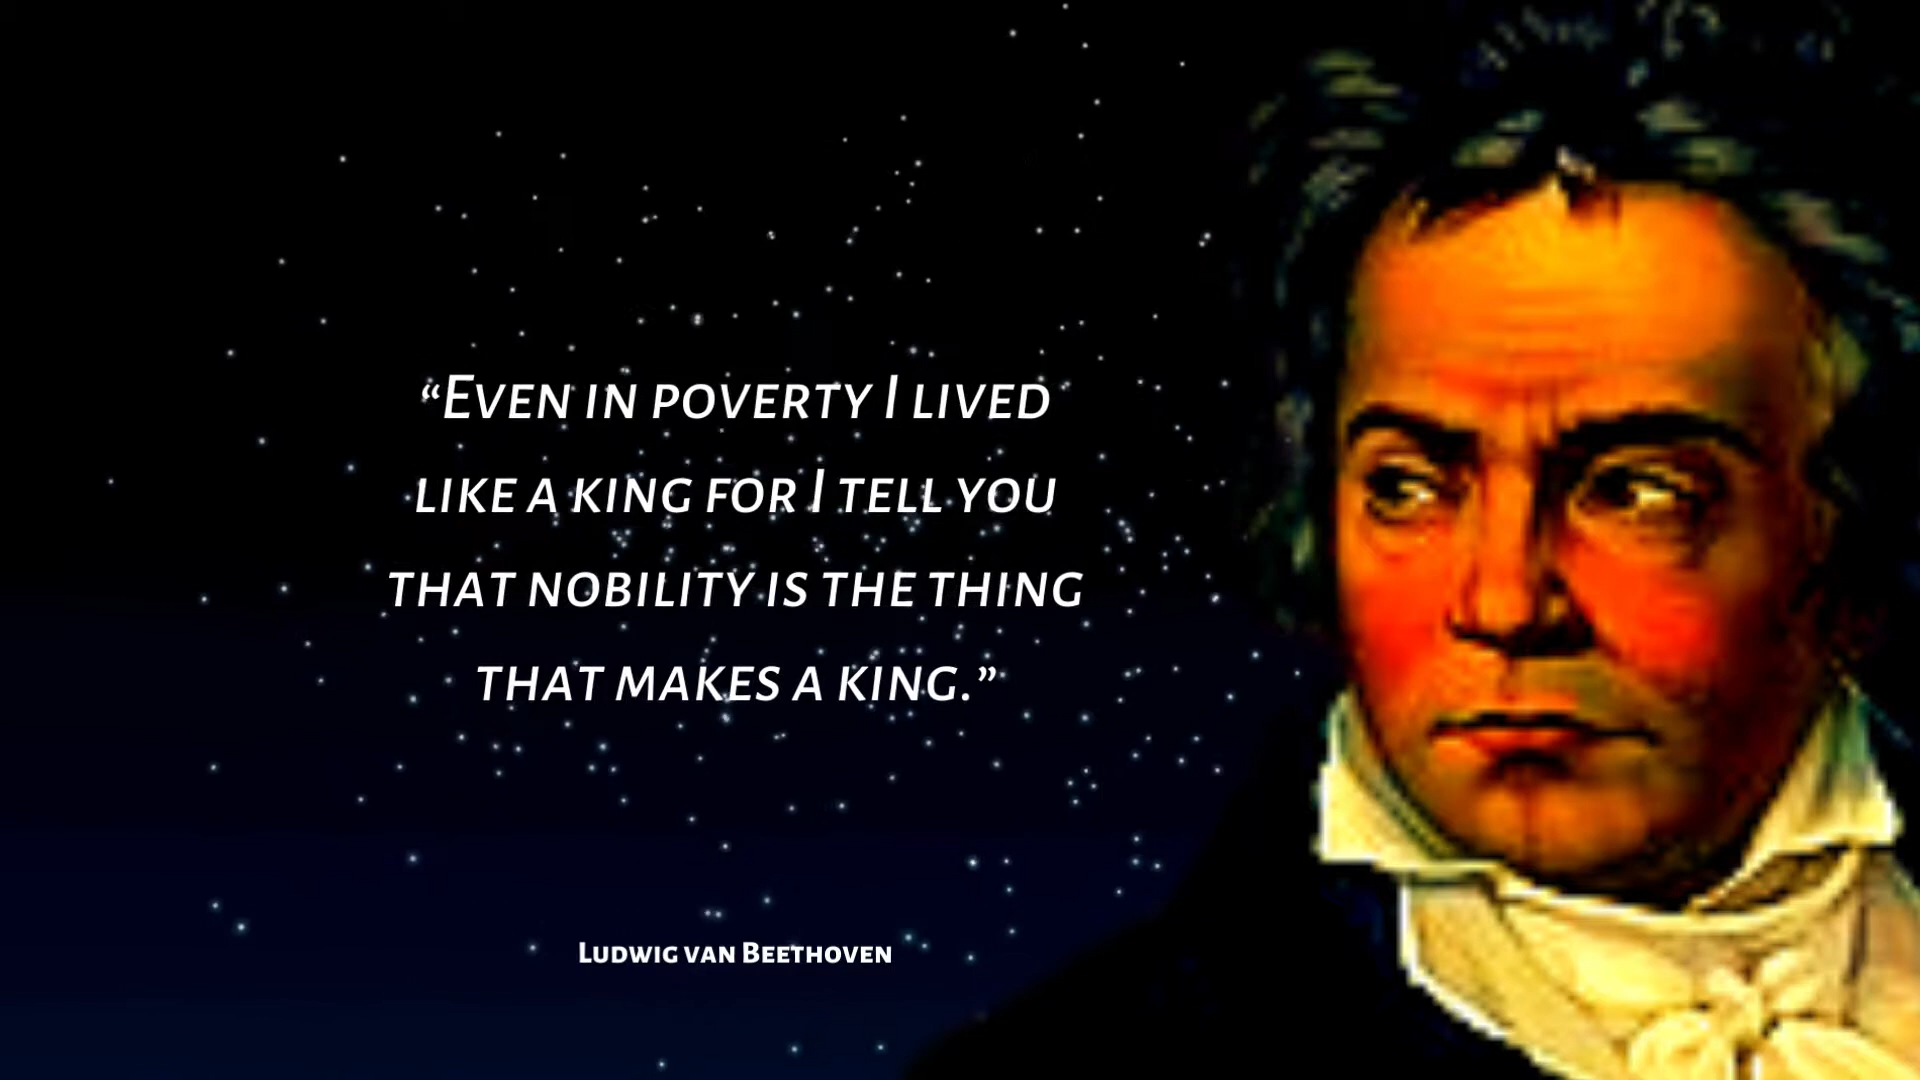 “Even in poverty I lived
like a king for I tell you
that nobility is the thing
that makes a king.”
Ludwig van Beethoven